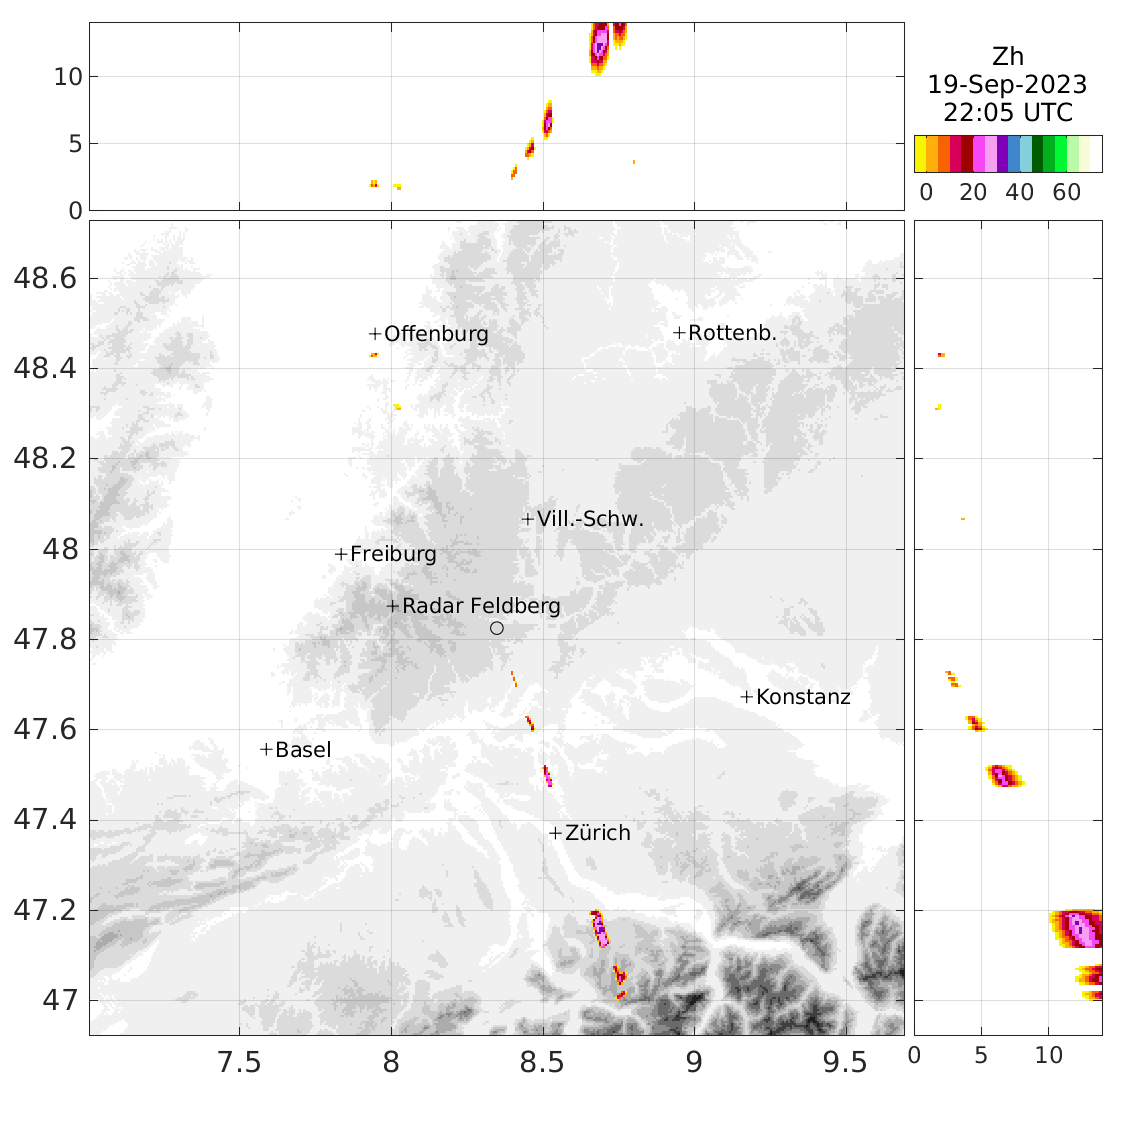 10
5
0
Zh
19-Sep-2023
22:05 UTC
0 20 40 60
48.6
48.4
48.2
48
47.8
47.6
47.4
47.2
47
+Offenburg
+Rottenb.
+Vill.-Schw.
+Freiburg
+Radar Feldberg
+Konstanz
+Basel
+Zürich
7.5 8 8.5 9 9.5
0 5 10